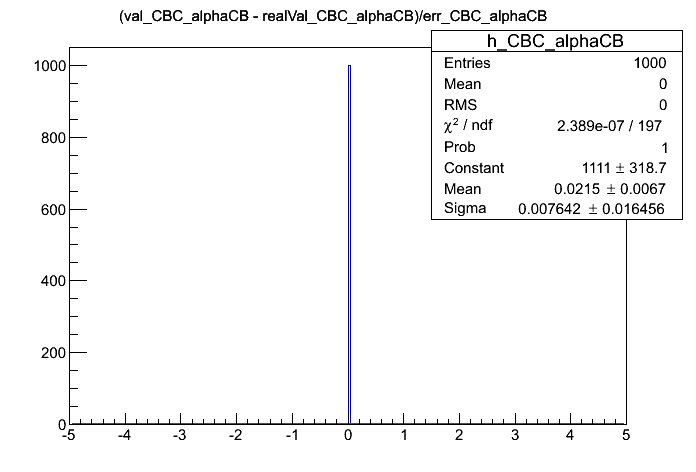 (val_CBC_alphaCB - realVal_CBC_alphaCB)/err_CBC_alphaCB
h_CBC_alphaCB
Entries 1000
Mean 0
RMS 0
χ² / ndf 2.389e-07 / 197
Prob 1
Constant 1111 ± 318.7
Mean 0.0215 ± 0.0067
Sigma 0.007642 ± 0.016456
1000
800
600
400
200
0
-5 -4 -3 -2 -1 0 1 2 3 4 5